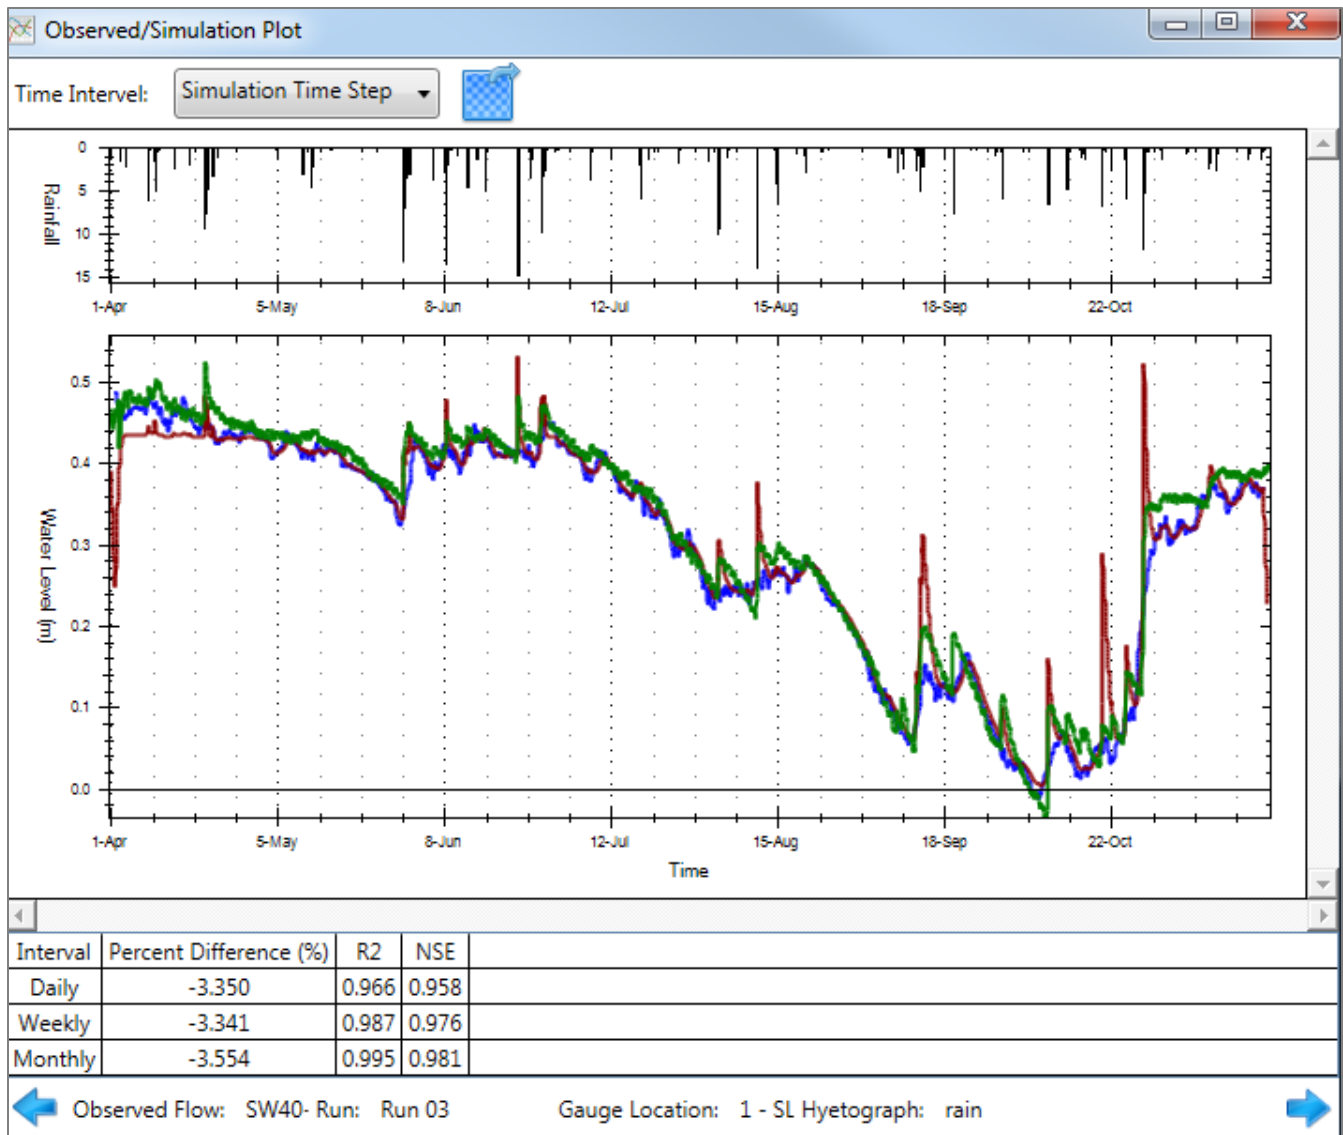 Observed/Simulation Plot
Time Intervel: Simulation Time Step
0
5
10
15
Rainfall
1-Apr 5-May 8-Jun 12-Jul 15-Aug 18-Sep 22-Oct
0.5
0.4
0.3
0.2
0.1
0.0
Water Level (m)
1-Apr 5-May 8-Jun 12-Jul 15-Aug 18-Sep 22-Oct
Time
Interval Percent Difference (%) R2 NSE
Daily -3.350 0.966 0.958
Weekly -3.341 0.987 0.976
Monthly -3.554 0.995 0.981
Observed Flow: SW40- Run: Run 03 Gauge Location: 1 - SL Hyetograph: rain